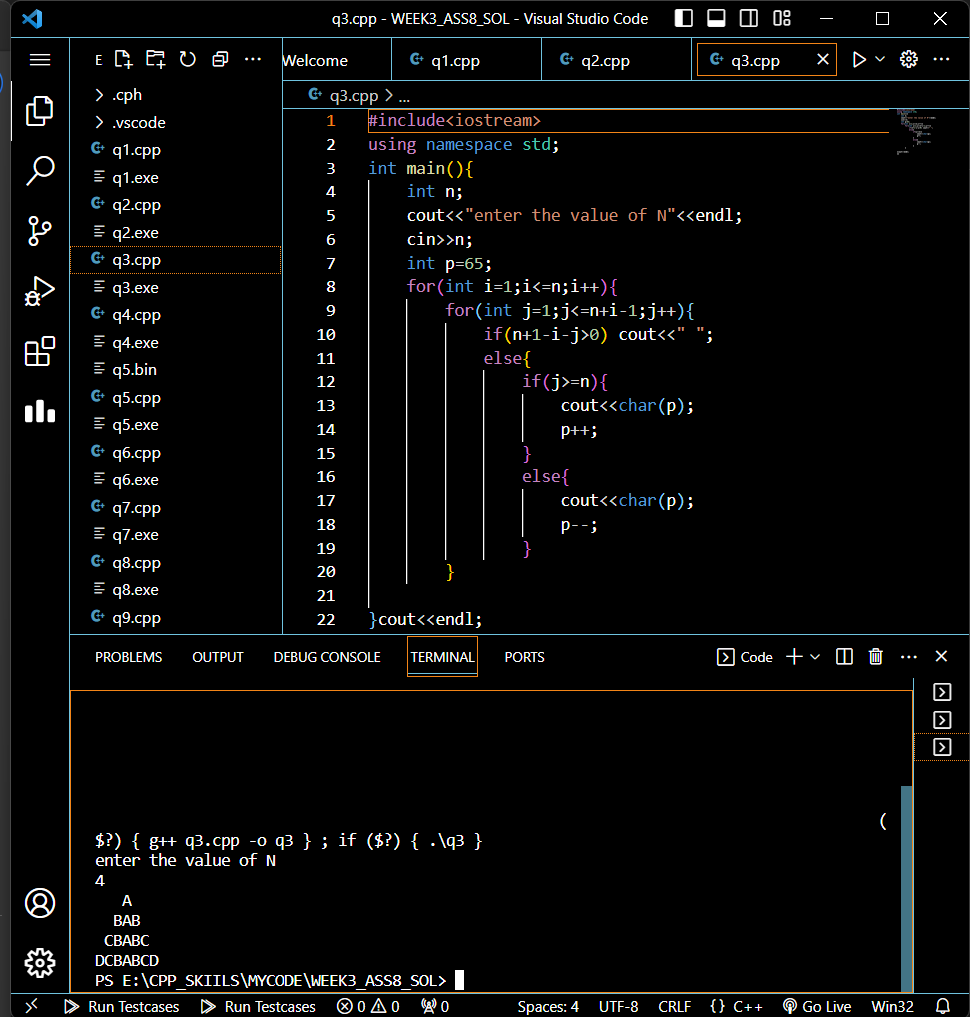 q3.cpp - WEEK3_ASS8_SOL - Visual Studio Code
E
Welcome
q1.cpp
q2.cpp
q3.cpp
q3.cpp > ...
.cph
.vscode
q1.cpp
q1.exe
q2.cpp
q2.exe
q3.cpp
q3.exe
q4.cpp
q4.exe
q5.bin
q5.cpp
q5.exe
q6.cpp
q6.exe
q7.cpp
q7.exe
q8.cpp
q8.exe
q9.cpp
1 #include<iostream>
2 using namespace std;
3 int main(){
4 int n;
5 cout<<"enter the value of N"<<endl;
6 cin>>n;
7 int p=65;
8 for(int i=1;i<=n;i++){
9 for(int j=1;j<=n+i-1;j++){
10 if(n+1-i-j>0) cout<<" ";
11 else{
12 if(j>=n){
13 cout<<char(p);
14 p++;
15 }
16 else{
17 cout<<char(p);
18 p--;
19 }
20 }
21
22 }cout<<endl;
PROBLEMS OUTPUT DEBUG CONSOLE TERMINAL PORTS
Code
(
$?) { g++ q3.cpp -o q3 } ; if ($?) { .\q3 }
enter the value of N
4
A
BAB
CBABC
DCBABCD
PS E:\CPP_SKIILS\MYCODE\WEEK3_ASS8_SOL>
Run Testcases Run Testcases 0 0 0 Spaces: 4 UTF-8 CRLF {} C++ Go Live Win32